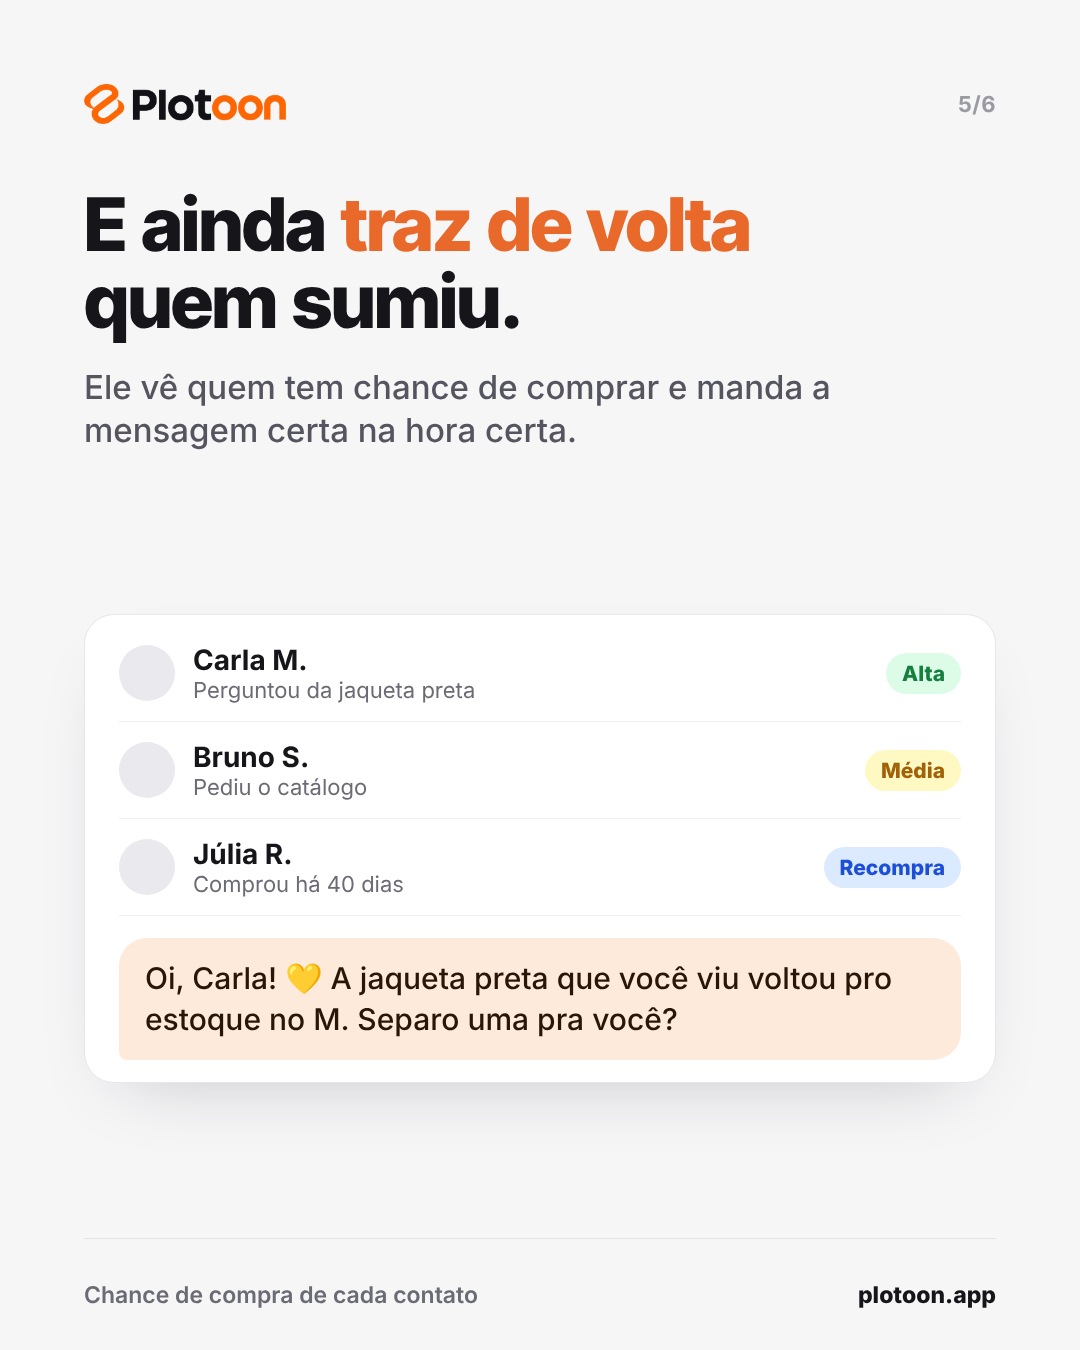 Plotoon
5/6
E ainda traz de volta
quem sumiu.
Ele vê quem tem chance de comprar e manda a
mensagem certa na hora certa.
Carla M.
Perguntou da jaqueta preta
Alta
Bruno S.
Pediu o catálogo
Média
Júlia R.
Comprou há 40 dias
Recompra
Oi, Carla! 💛 A jaqueta preta que você viu voltou pro
estoque no M. Separo uma pra você?
Chance de compra de cada contato
plotoon.app